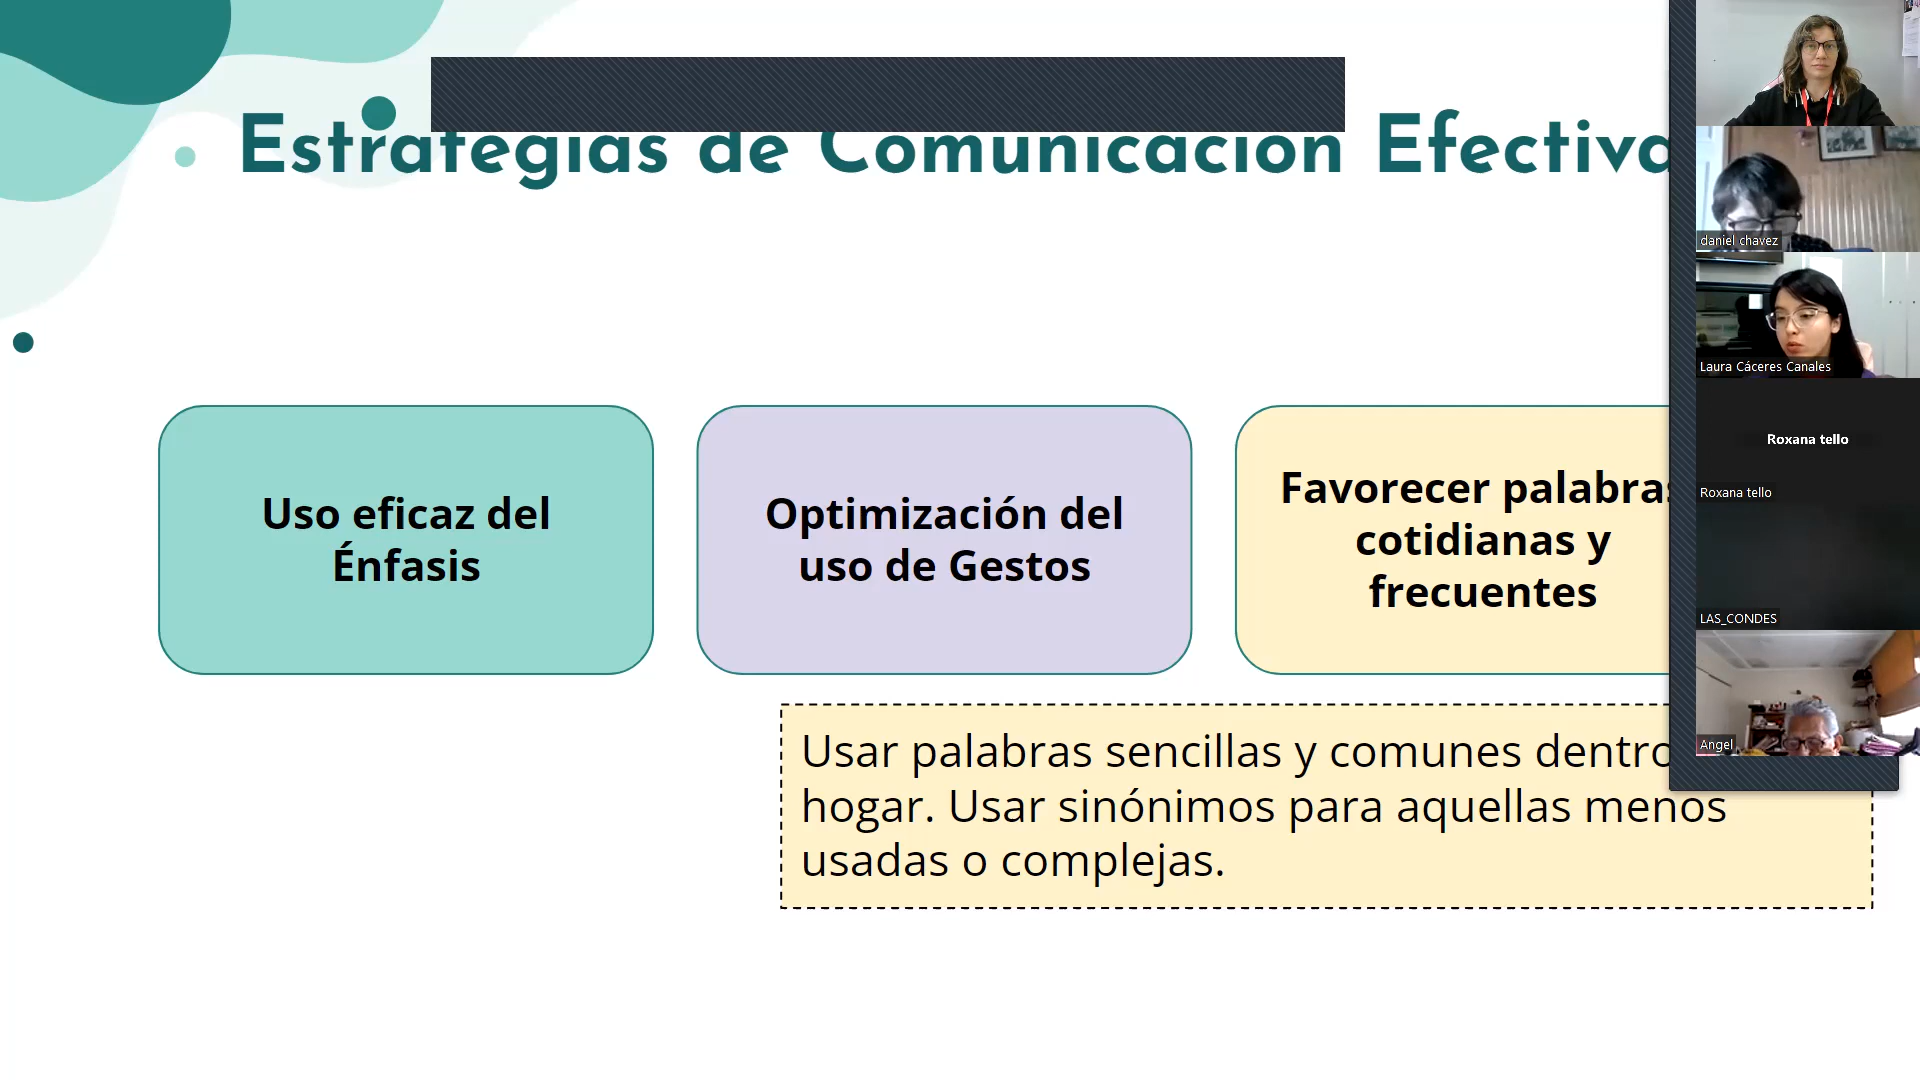 Estrategias de Comunicación Efectiva
Uso eficaz del
Énfasis
Optimización del
uso de Gestos
Favorecer palabras
cotidianas y
frecuentes
Usar palabras sencillas y comunes dentro
hogar. Usar sinónimos para aquellas menos
usadas o complejas.
daniel chavez
Laura Cáceres Canales
Roxana tello
Roxana tello
LAS_CONDES
Angel